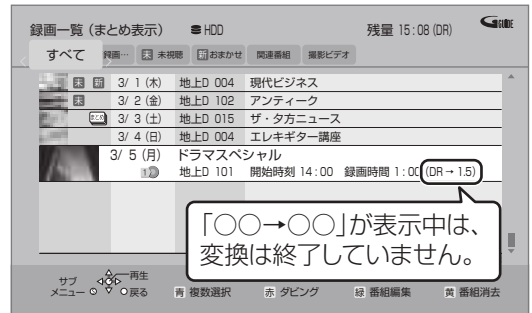 録画一覧(まとめ表示) HDD 残量 15:08 (DR) G-GUIDE
すべて 録画… 未 未視聴 新 おまかせ 関連番組 撮影ビデオ
未 新 3/ 1 (木) 地上D 004 現代ビジネス
未 3/ 2 (金) 地上D 102 アンティーク
まとめ 3/ 3 (土) 地上D 015 ザ・夕方ニュース
3/ 4 (日) 地上D 004 エレキギター講座
3/ 5 (月) ドラマスペシャル
地上D 101 開始時刻 14:00 録画時間 1:00 (DR→1.5)
「○○→○○」が表示中は、
変換は終了していません。
サブメニュー 再生 戻る
青 複数選択 赤 ダビング 緑 番組編集 黄 番組消去